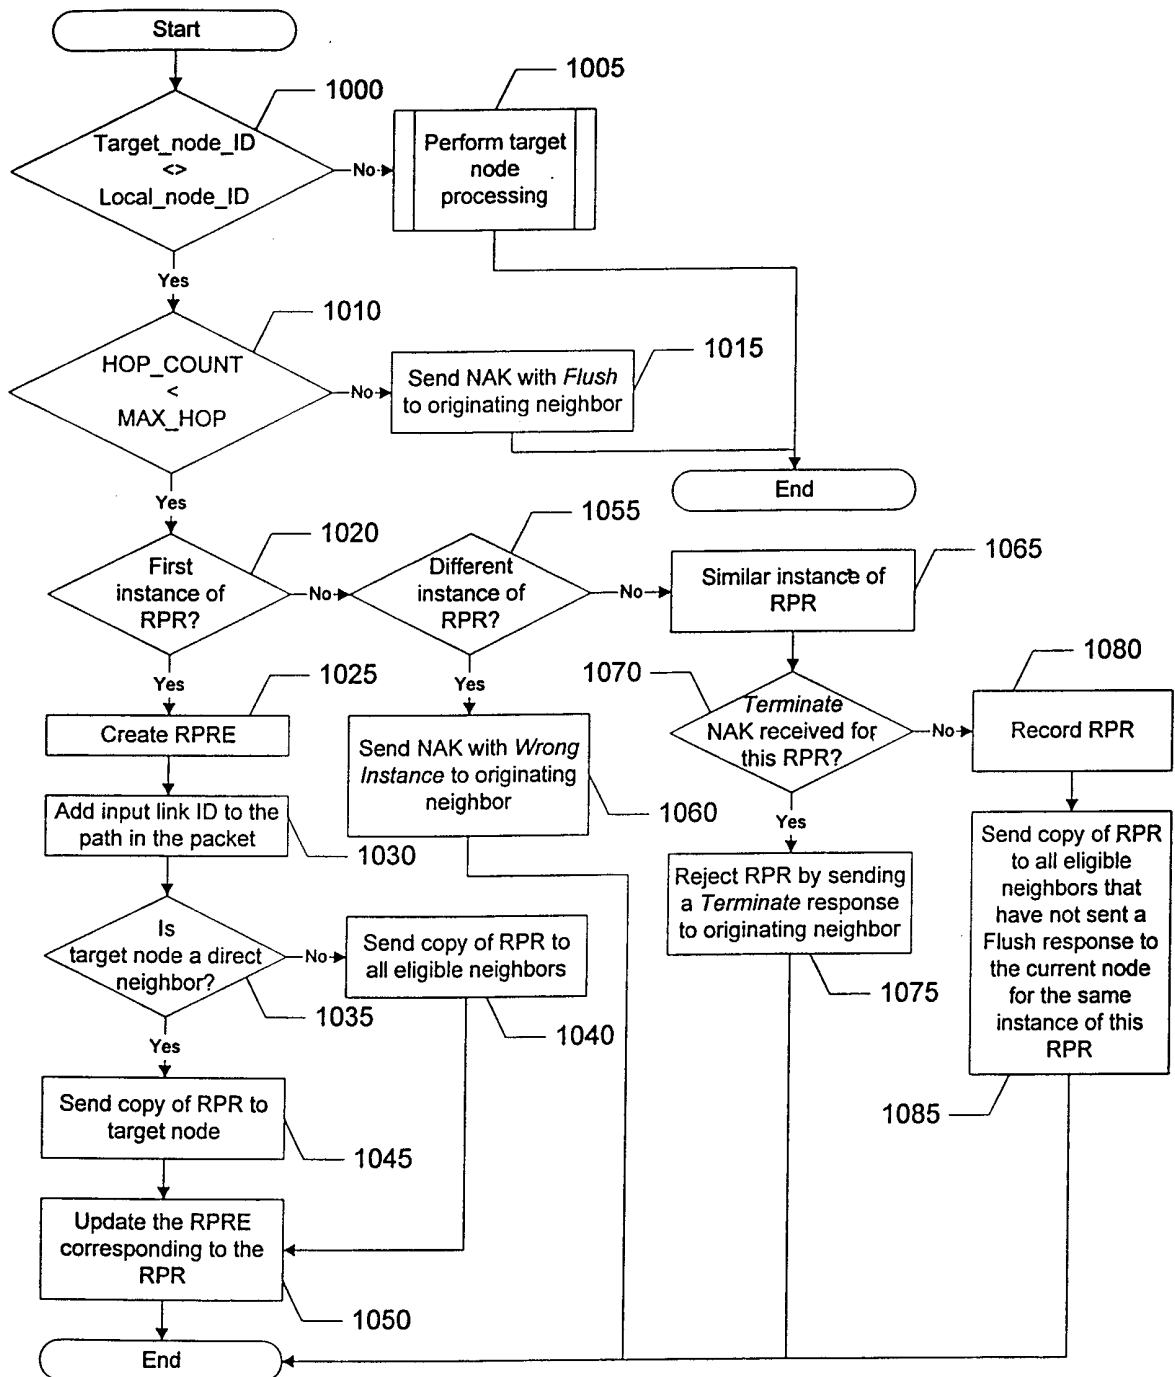 Start
1000
1005
Target_node_ID
<>
Local_node_ID
No
Perform target
node
processing
Yes
1010
HOP_COUNT
<
MAX_HOP
No
1015
Send NAK with Flush
to originating neighbor
End
Yes
1020
First
instance of
RPR?
No
1055
Different
instance of
RPR?
No
1065
Similar instance of
RPR
Yes
1025
Create RPRE
Yes
Send NAK with Wrong
Instance to originating
neighbor
1060
1070
Terminate
NAK received for
this RPR?
No
1080
Record RPR
Add input link ID to the
path in the packet
1030
Yes
Reject RPR by sending
a Terminate response
to originating neighbor
1075
Send copy of RPR
to all eligible
neighbors that
have not sent a
Flush response to
the current node
for the same
instance of this
RPR
1085
Is
target node a direct
neighbor?
1035
No
Send copy of RPR to
all eligible neighbors
1040
Yes
Send copy of RPR to
target node
1045
Update the RPRE
corresponding to the
RPR
1050
End